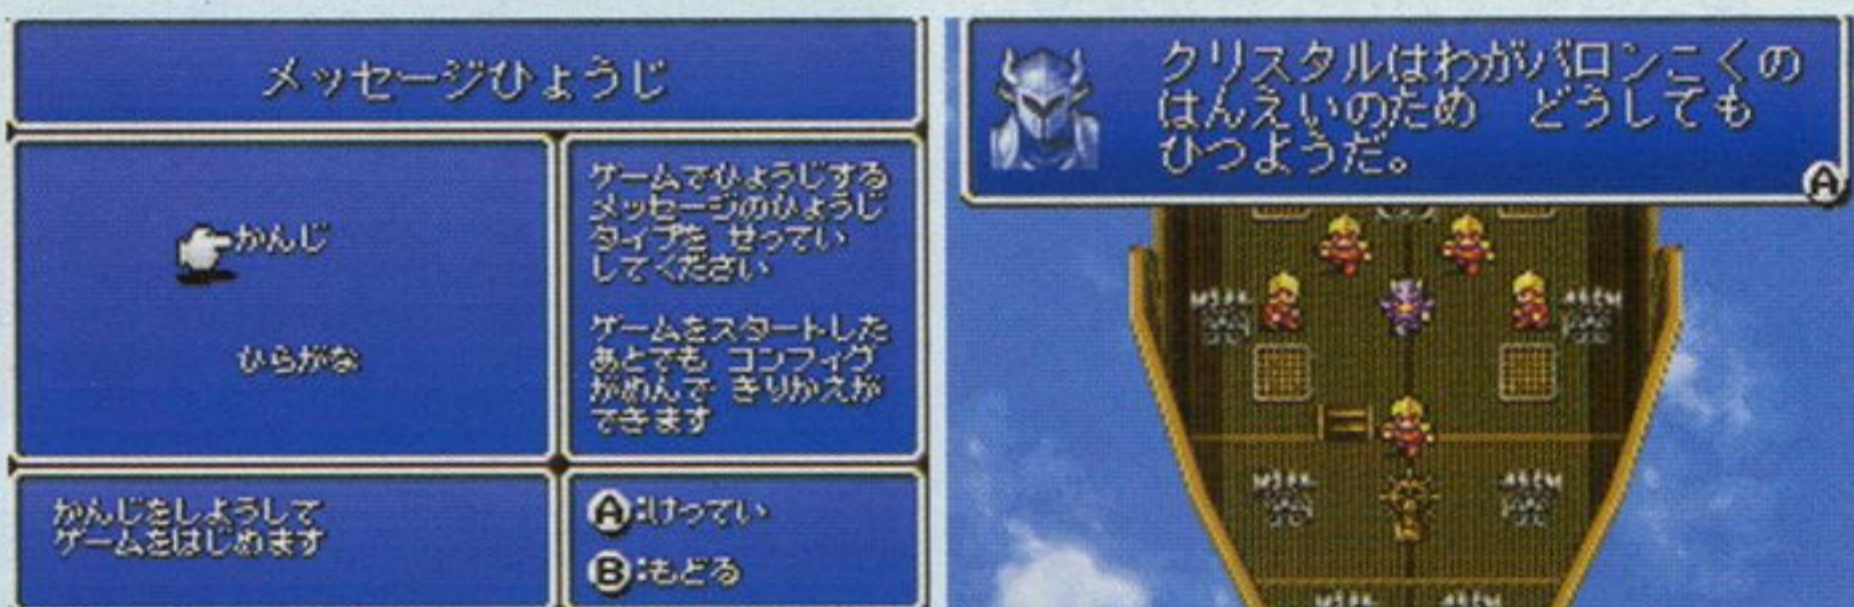 メッセージひょうじ
かんじ
ひらがな
ゲームでひょうじする
メッセージのひょうじ
タイプを せってい
してください
ゲームをスタートした
あとでも コンフィグ
がめんで きりかえが
できます
かんじをしようして
ゲームをはじめます
A:けってい
B:もどる
クリスタルはわがバロンこくの
はんえいのため どうしても
ひつようだ。
A